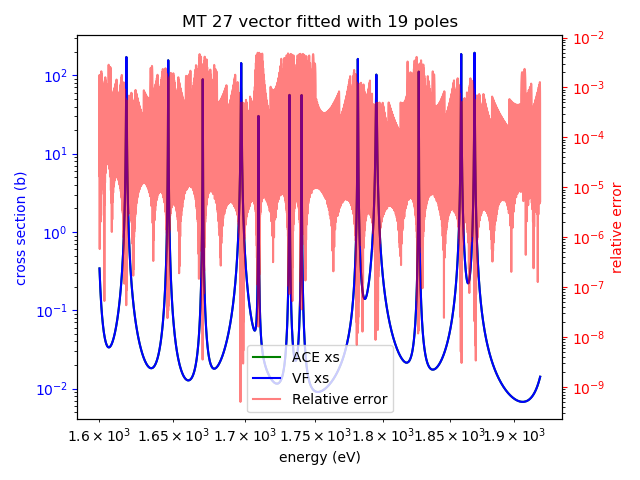 MT 27 vector fitted with 19 poles
10² 10¹ 10⁰ 10⁻¹ 10⁻²
cross section (b)
10⁻² 10⁻³ 10⁻⁴ 10⁻⁵ 10⁻⁶ 10⁻⁷ 10⁻⁸ 10⁻⁹
relative error
ACE xs
VF xs
Relative error
1.6 × 10³ 1.65 × 10³ 1.7 × 10³ 1.75 × 10³ 1.8 × 10³ 1.85 × 10³ 1.9 × 10³
energy (eV)